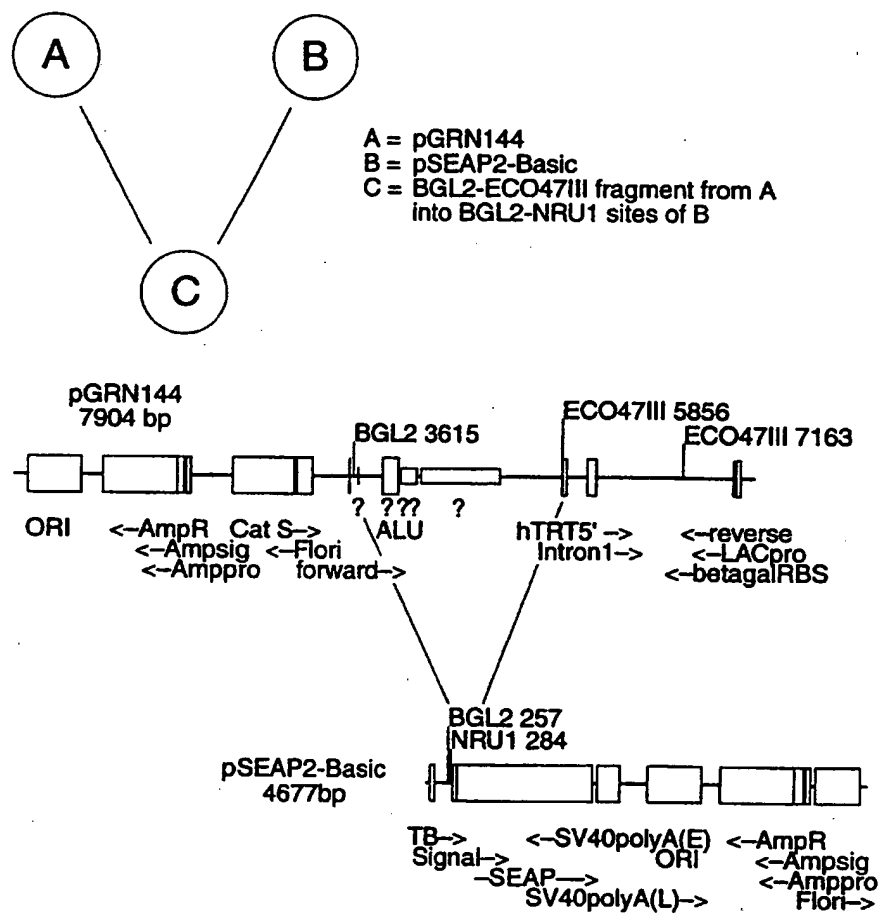 A
B
A = pGRN144
B = pSEAP2-Basic
C = BGL2-ECO47III fragment from A
into BGL2-NRU1 sites of B
C
pGRN144
7904 bp
BGL2 3615
ECO47III 5856
ECO47III 7163
? ? ? ? ?
ORI <-AmpR Cat S-> ALU hTRT5' -> <-reverse
<-Ampsig <-Flori Intron1-> <-LACpro
<-Amppro forward-> <-betagalRBS
BGL2 257
NRU1 284
pSEAP2-Basic
4677bp
TB-> <-SV40polyA(E) <-AmpR
Signal-> ORI <-Ampsig
-SEAP-> <-Amppro
SV40polyA(L)-> Flori->